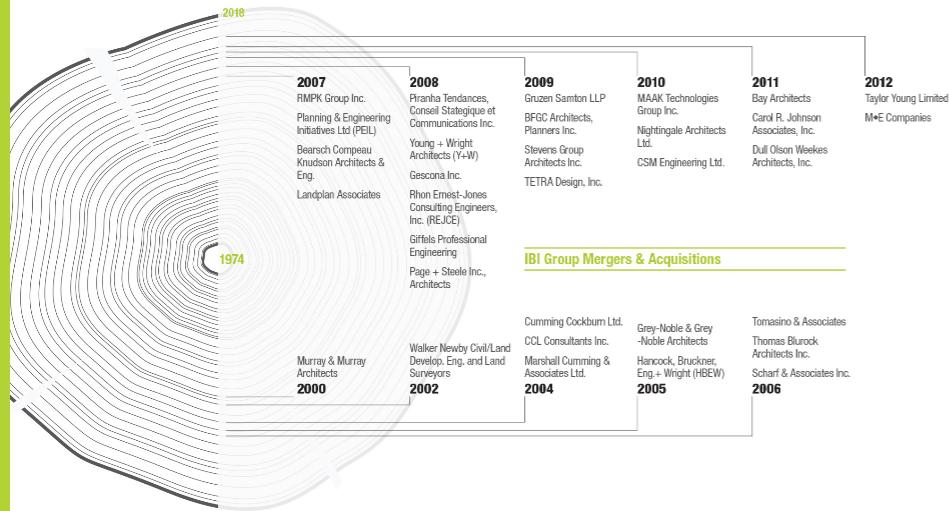 2018
2007
RMPK Group Inc.
Planning & Engineering
Initiatives Ltd (PEIL)
Bearsch Compeau
Knudson Architects &
Eng.
Landplan Associates
2008
Piranha Tendances,
Conseil Stategique et
Communications Inc.
Young + Wright
Architects (Y+W)
Gescona Inc.
Rhon Ernest-Jones
Consulting Engineers,
Inc. (REJCE)
Giffels Professional
Engineering
Page + Steele Inc.,
Architects
2009
Gruzen Samton LLP
BFGC Architects,
Planners Inc.
Stevens Group
Architects Inc.
TETRA Design, Inc.
2010
MAAK Technologies
Group Inc.
Nightingale Architects
Ltd.
CSM Engineering Ltd.
2011
Bay Architects
Carol R. Johnson
Associates, Inc.
Dull Olson Weekes
Architects, Inc.
2012
Taylor Young Limited
M•E Companies
1974
IBI Group Mergers & Acquisitions
Murray & Murray
Architects
2000
Walker Newby Civil/Land
Develop. Eng. and Land
Surveyors
2002
Cumming Cockburn Ltd.
CCL Consultants Inc.
Marshall Cumming &
Associates Ltd.
2004
Grey-Noble & Grey
-Noble Architects
Hancock, Bruckner,
Eng.+ Wright (HBEW)
2005
Tomasino & Associates
Thomas Blurock
Architects Inc.
Scharf & Associates Inc.
2006